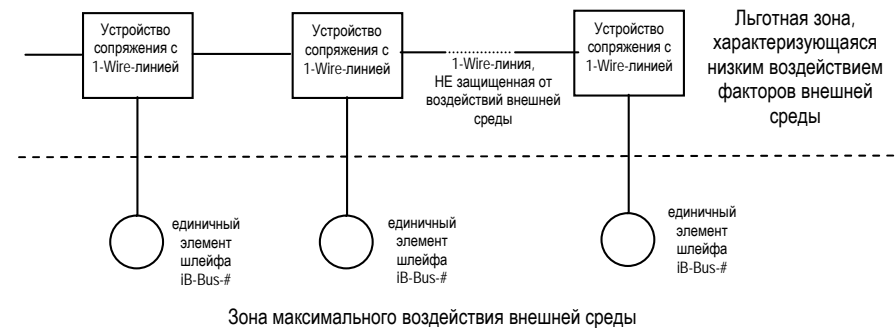 Устройство
сопряжения с
1-Wire-линией
Устройство
сопряжения с
1-Wire-линией
1-Wire-линия,
НЕ защищенная от
воздействий внешней
среды
Устройство
сопряжения с
1-Wire-линией
Льготная зона,
характеризующаяся
низким воздействием
факторов внешней
среды
единичный
элемент
шлейфа
iB-Bus-#
единичный
элемент
шлейфа
iB-Bus-#
единичный
элемент
шлейфа
iB-Bus-#
Зона максимального воздействия внешней среды